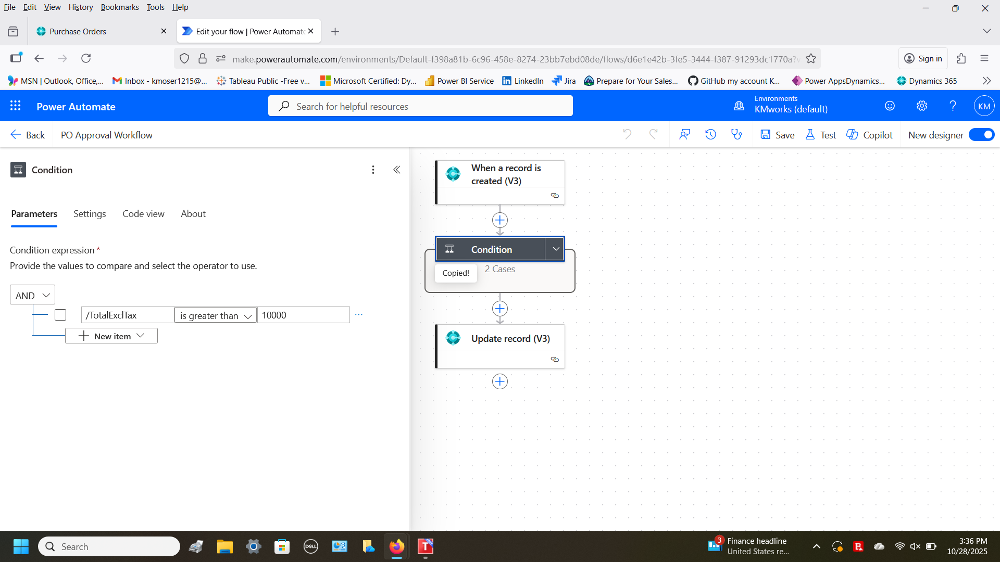 File Edit View History Bookmarks Tools Help
Purchase Orders
Edit your flow | Power Automate
make.powerautomate.com/environments/Default-f398a81b-6c96-458e-8274-23bb7ebd08de/flows/d6e1e42b-3fe5-3444-f387-91293dc1770a?v
Sign in
MSN | Outlook, Office,...
Inbox - kmoser1215@...
Tableau Public -Free v...
Microsoft Certified: Dy...
Power BI Service
LinkedIn
Jira
Prepare for Your Sales...
GitHub my account K...
Power AppsDynamics...
Dynamics 365
Power Automate
Search for helpful resources
Environments
KMworks (default)
KM
Back
PO Approval Workflow
Save
Test
Copilot
New designer
Condition
Parameters Settings Code view About
Condition expression *
Provide the values to compare and select the operator to use.
AND
/TotalExclTax is greater than 10000 ...
New item
When a record is
created (V3)
Condition
Copied!
2 Cases
Update record (V3)
Search
DELL
T
3
Finance headline
United States re...
3:36 PM
10/28/2025